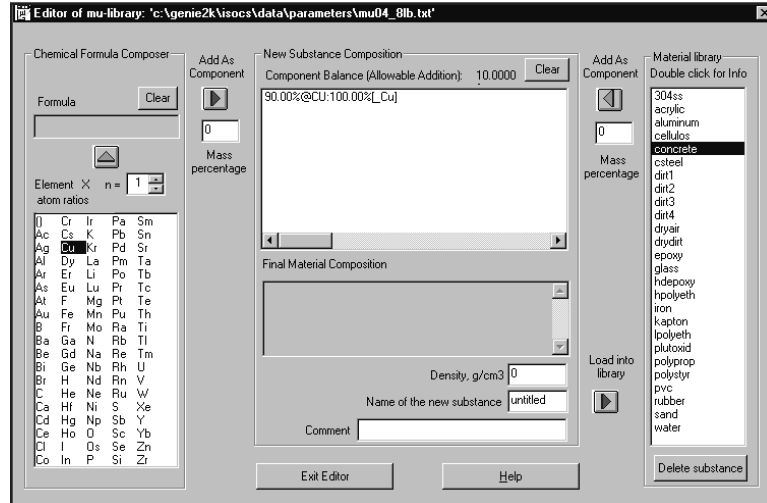 Editor of mu-library: 'c:\genie2k\isocs\data\parameters\mu04_8lb.txt'
Chemical Formula Composer
Formula
Clear
Element X n = 1
atom ratios
() Cr Ir Pa Sm
Ac Cs K Pb Sn
Ag Cu Kr Pd Sr
Al Dy La Pm Ta
Ar Er Li Po Tb
As Eu Lu Pr Tc
At F Mg Pt Te
Au Fe Mn Pu Th
B Fr Mo Ra Ti
Ba Ga N Rb Tl
Be Gd Na Re Tm
Bi Ge Nb Rh U
Br H Nd Rn V
C He Ne Ru W
Ca Hf Ni S Xe
Cd Hg Np Sb Y
Ce Ho O Sc Yb
Cl I Os Se Zn
Co In P Si Zr
Add As
Component
0
Mass
percentage
New Substance Composition
Component Balance (Allowable Addition): 10.0000
Clear
90.00%@CU:100.00%[_Cu]
Final Material Composition
Density, g/cm3 0
Name of the new substance untitled
Comment
Exit Editor
Help
Add As
Component
0
Mass
percentage
Load into
library
Material library
Double click for Info
304ss
acrylic
aluminum
cellulos
concrete
csteel
dirt1
dirt2
dirt3
dirt4
dryair
drydirt
epoxy
glass
hdepoxy
hpolyeth
iron
kapton
lpolyeth
plutoxid
polyprop
polystyr
pvc
rubber
sand
water
Delete substance